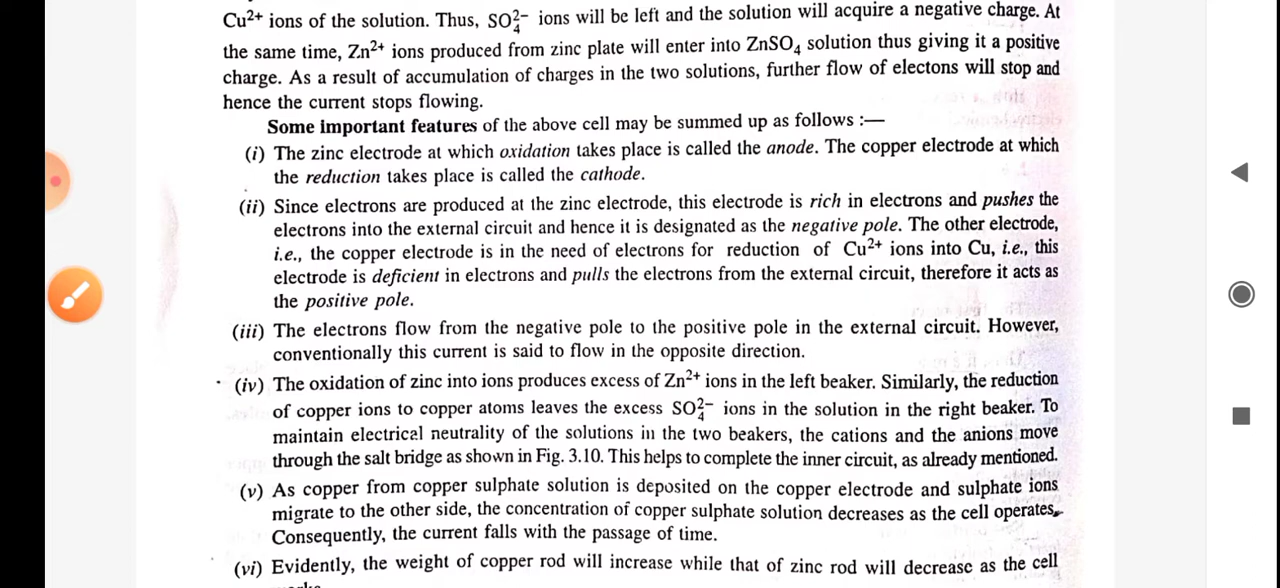 Cu²⁺ ions of the solution. Thus, SO₄²⁻ ions will be left and the solution will acquire a negative charge. At
the same time, Zn²⁺ ions produced from zinc plate will enter into ZnSO₄ solution thus giving it a positive
charge. As a result of accumulation of charges in the two solutions, further flow of electons will stop and
hence the current stops flowing.
Some important features of the above cell may be summed up as follows :—
(i) The zinc electrode at which oxidation takes place is called the anode. The copper electrode at which
the reduction takes place is called the cathode.
(ii) Since electrons are produced at the zinc electrode, this electrode is rich in electrons and pushes the
electrons into the external circuit and hence it is designated as the negative pole. The other electrode,
i.e., the copper electrode is in the need of electrons for reduction of Cu²⁺ ions into Cu, i.e., this
electrode is deficient in electrons and pulls the electrons from the external circuit, therefore it acts as
the positive pole.
(iii) The electrons flow from the negative pole to the positive pole in the external circuit. However,
conventionally this current is said to flow in the opposite direction.
(iv) The oxidation of zinc into ions produces excess of Zn²⁺ ions in the left beaker. Similarly, the reduction
of copper ions to copper atoms leaves the excess SO₄²⁻ ions in the solution in the right beaker. To
maintain electrical neutrality of the solutions in the two beakers, the cations and the anions move
through the salt bridge as shown in Fig. 3.10. This helps to complete the inner circuit, as already mentioned.
(v) As copper from copper sulphate solution is deposited on the copper electrode and sulphate ions
migrate to the other side, the concentration of copper sulphate solution decreases as the cell operates.
Consequently, the current falls with the passage of time.
(vi) Evidently, the weight of copper rod will increase while that of zinc rod will decrease as the cell